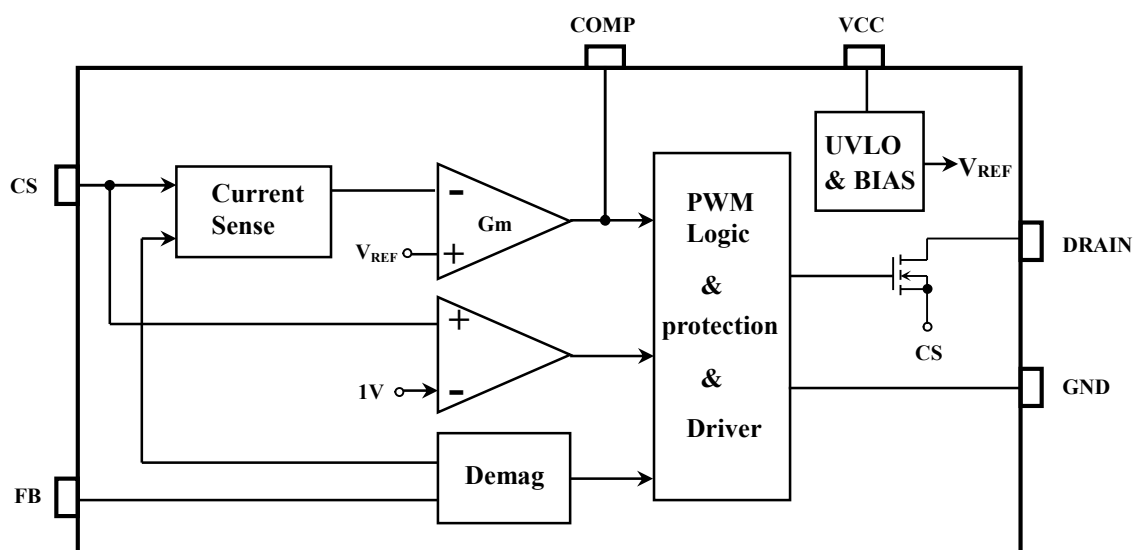 COMP
VCC
CS
Current
Sense
-
Gm
VREF
+
PWM
Logic
&
protection
&
Driver
UVLO
& BIAS
VREF
DRAIN
CS
+
1V
-
GND
Demag
FB